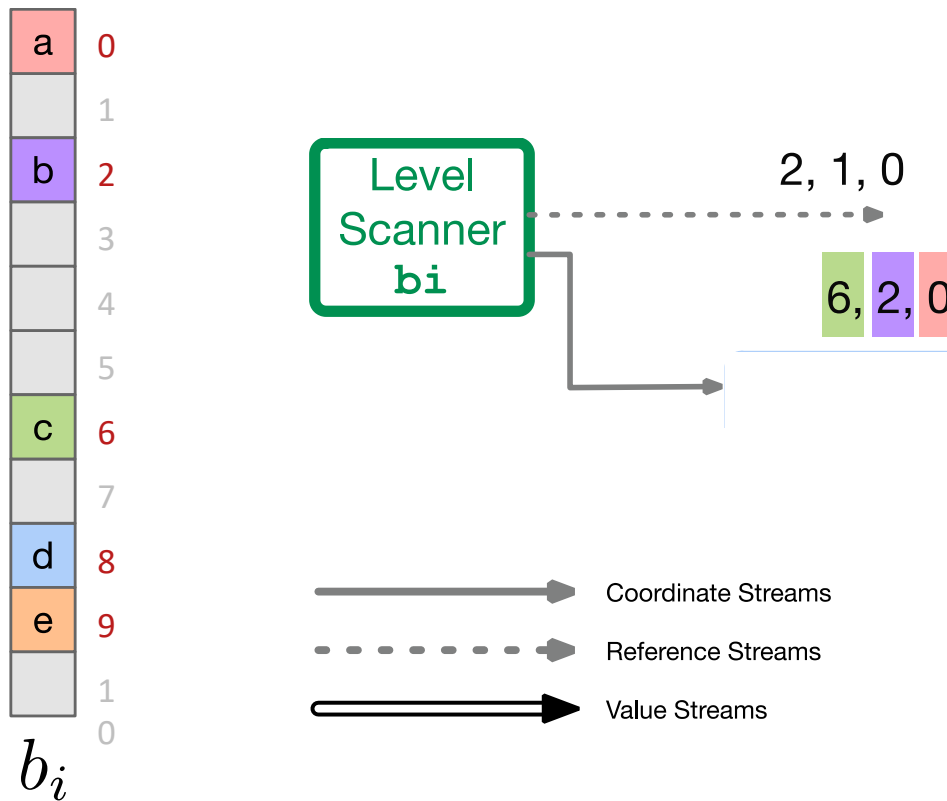 a 0
1
b 2
3
4
5
c 6
7
d 8
e 9
1
0
b_i
Level
Scanner
bi
2, 1, 0
6, 2, 0
Coordinate Streams
Reference Streams
Value Streams